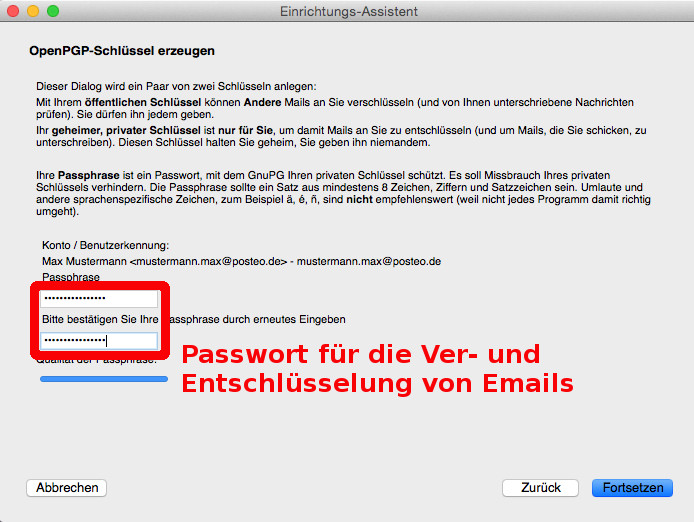 Einrichtungs-Assistent
OpenPGP-Schlüssel erzeugen
Dieser Dialog wird ein Paar von zwei Schlüsseln anlegen:
Mit Ihrem öffentlichen Schlüssel können Andere Mails an Sie verschlüsseln (und von Ihnen unterschriebene Nachrichten
prüfen). Sie dürfen ihn jedem geben.
Ihr geheimer, privater Schlüssel ist nur für Sie, um damit Mails an Sie zu entschlüsseln (und um Mails, die Sie schicken, zu
unterschreiben). Diesen Schlüssel halten Sie geheim, Sie geben ihn niemandem.
Ihre Passphrase ist ein Passwort, mit dem GnuPG Ihren privaten Schlüssel schützt. Es soll Missbrauch Ihres privaten
Schlüssels verhindern. Die Passphrase sollte ein Satz aus mindestens 8 Zeichen, Ziffern und Satzzeichen sein. Umlaute und
andere sprachenspezifische Zeichen, zum Beispiel ä, é, ñ, sind nicht empfehlenswert (weil nicht jedes Programm damit richtig
umgeht).
Konto / Benutzerkennung:
Max Mustermann <mustermann.max@posteo.de> - mustermann.max@posteo.de
Passphrase
Bitte bestätigen Sie Ihre Passphrase durch erneutes Eingeben
Qualität der Passphrase:
Passwort für die Ver- und
Entschlüsselung von Emails
Abbrechen
Zurück
Fortsetzen